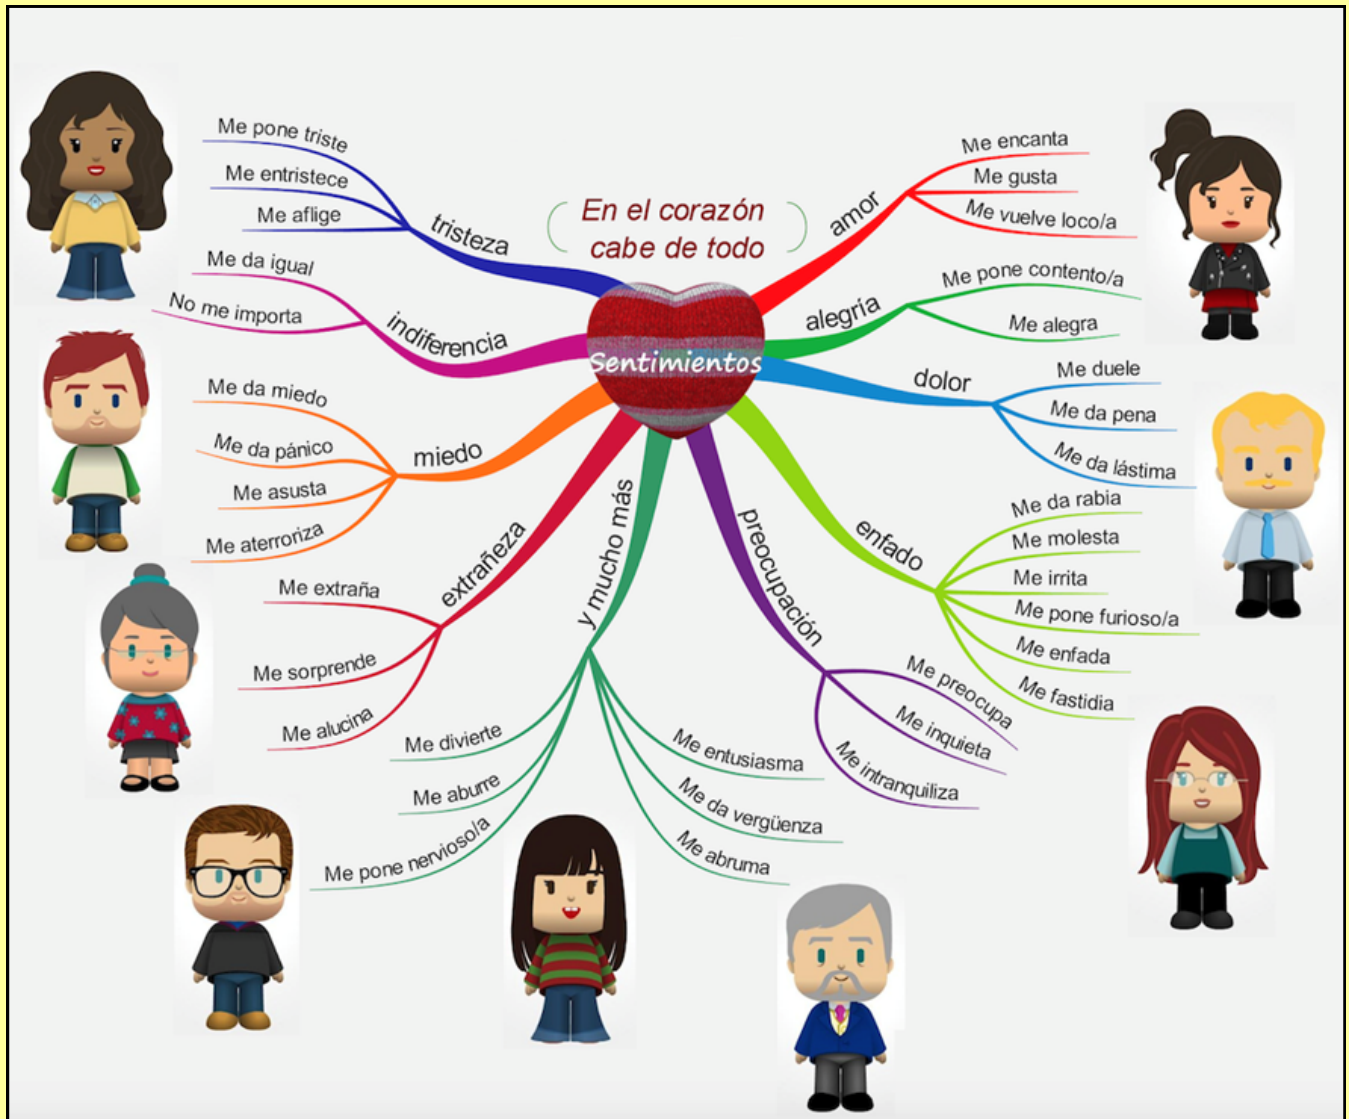 En el corazón
cabe de todo
Sentimientos
amor
Me encanta
Me gusta
Me vuelve loco/a
alegría
Me pone contento/a
Me alegra
dolor
Me duele
Me da pena
Me da lástima
enfado
Me da rabia
Me molesta
Me irrita
Me pone furioso/a
Me enfada
Me fastidia
preocupación
Me preocupa
Me inquieta
Me intranquiliza
y mucho más
Me entusiasma
Me da vergüenza
Me abruma
Me divierte
Me aburre
Me pone nervioso/a
extrañeza
Me extraña
Me sorprende
Me alucina
miedo
Me da miedo
Me da pánico
Me asusta
Me aterroriza
indiferencia
Me da igual
No me importa
tristeza
Me pone triste
Me entristece
Me aflige